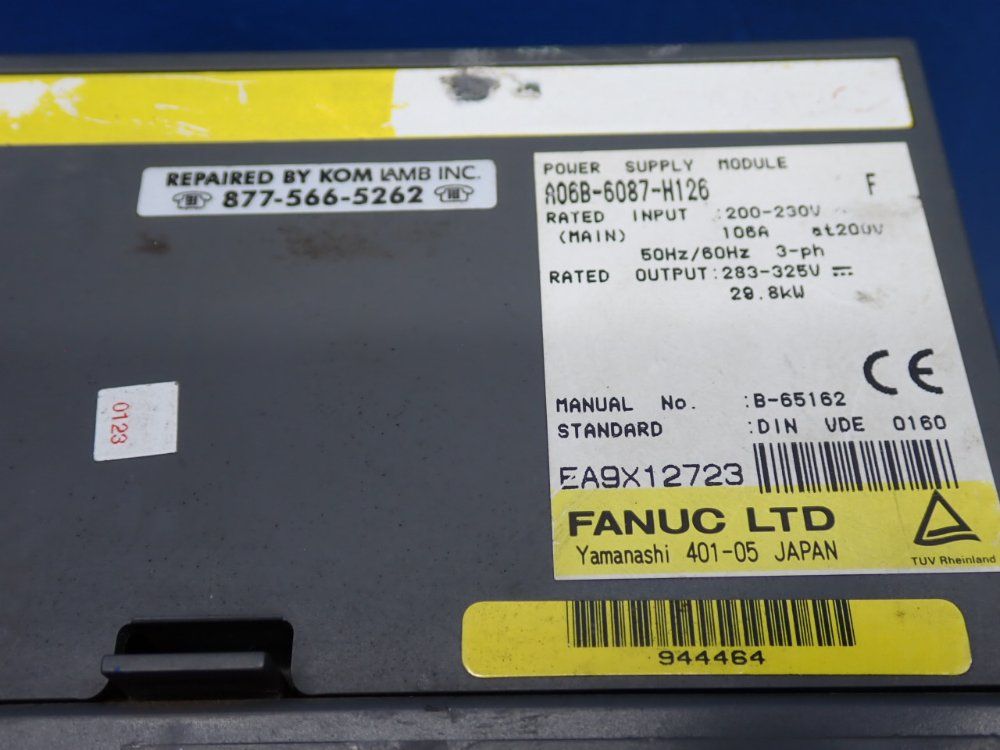 REPAIRED BY KOM LAMB INC.
877-566-5262
0123
POWER SUPPLY MODULE
A06B-6087-H126 F
RATED INPUT :200-230V
(MAIN) 106A at200V
50Hz/60Hz 3-ph
RATED OUTPUT:283-325V
29.8kW
CE
MANUAL No. :B-65162
STANDARD :DIN VDE 0160
EA9X12723
FANUC LTD
Yamanashi 401-05 JAPAN
TUV Rheinland
944464